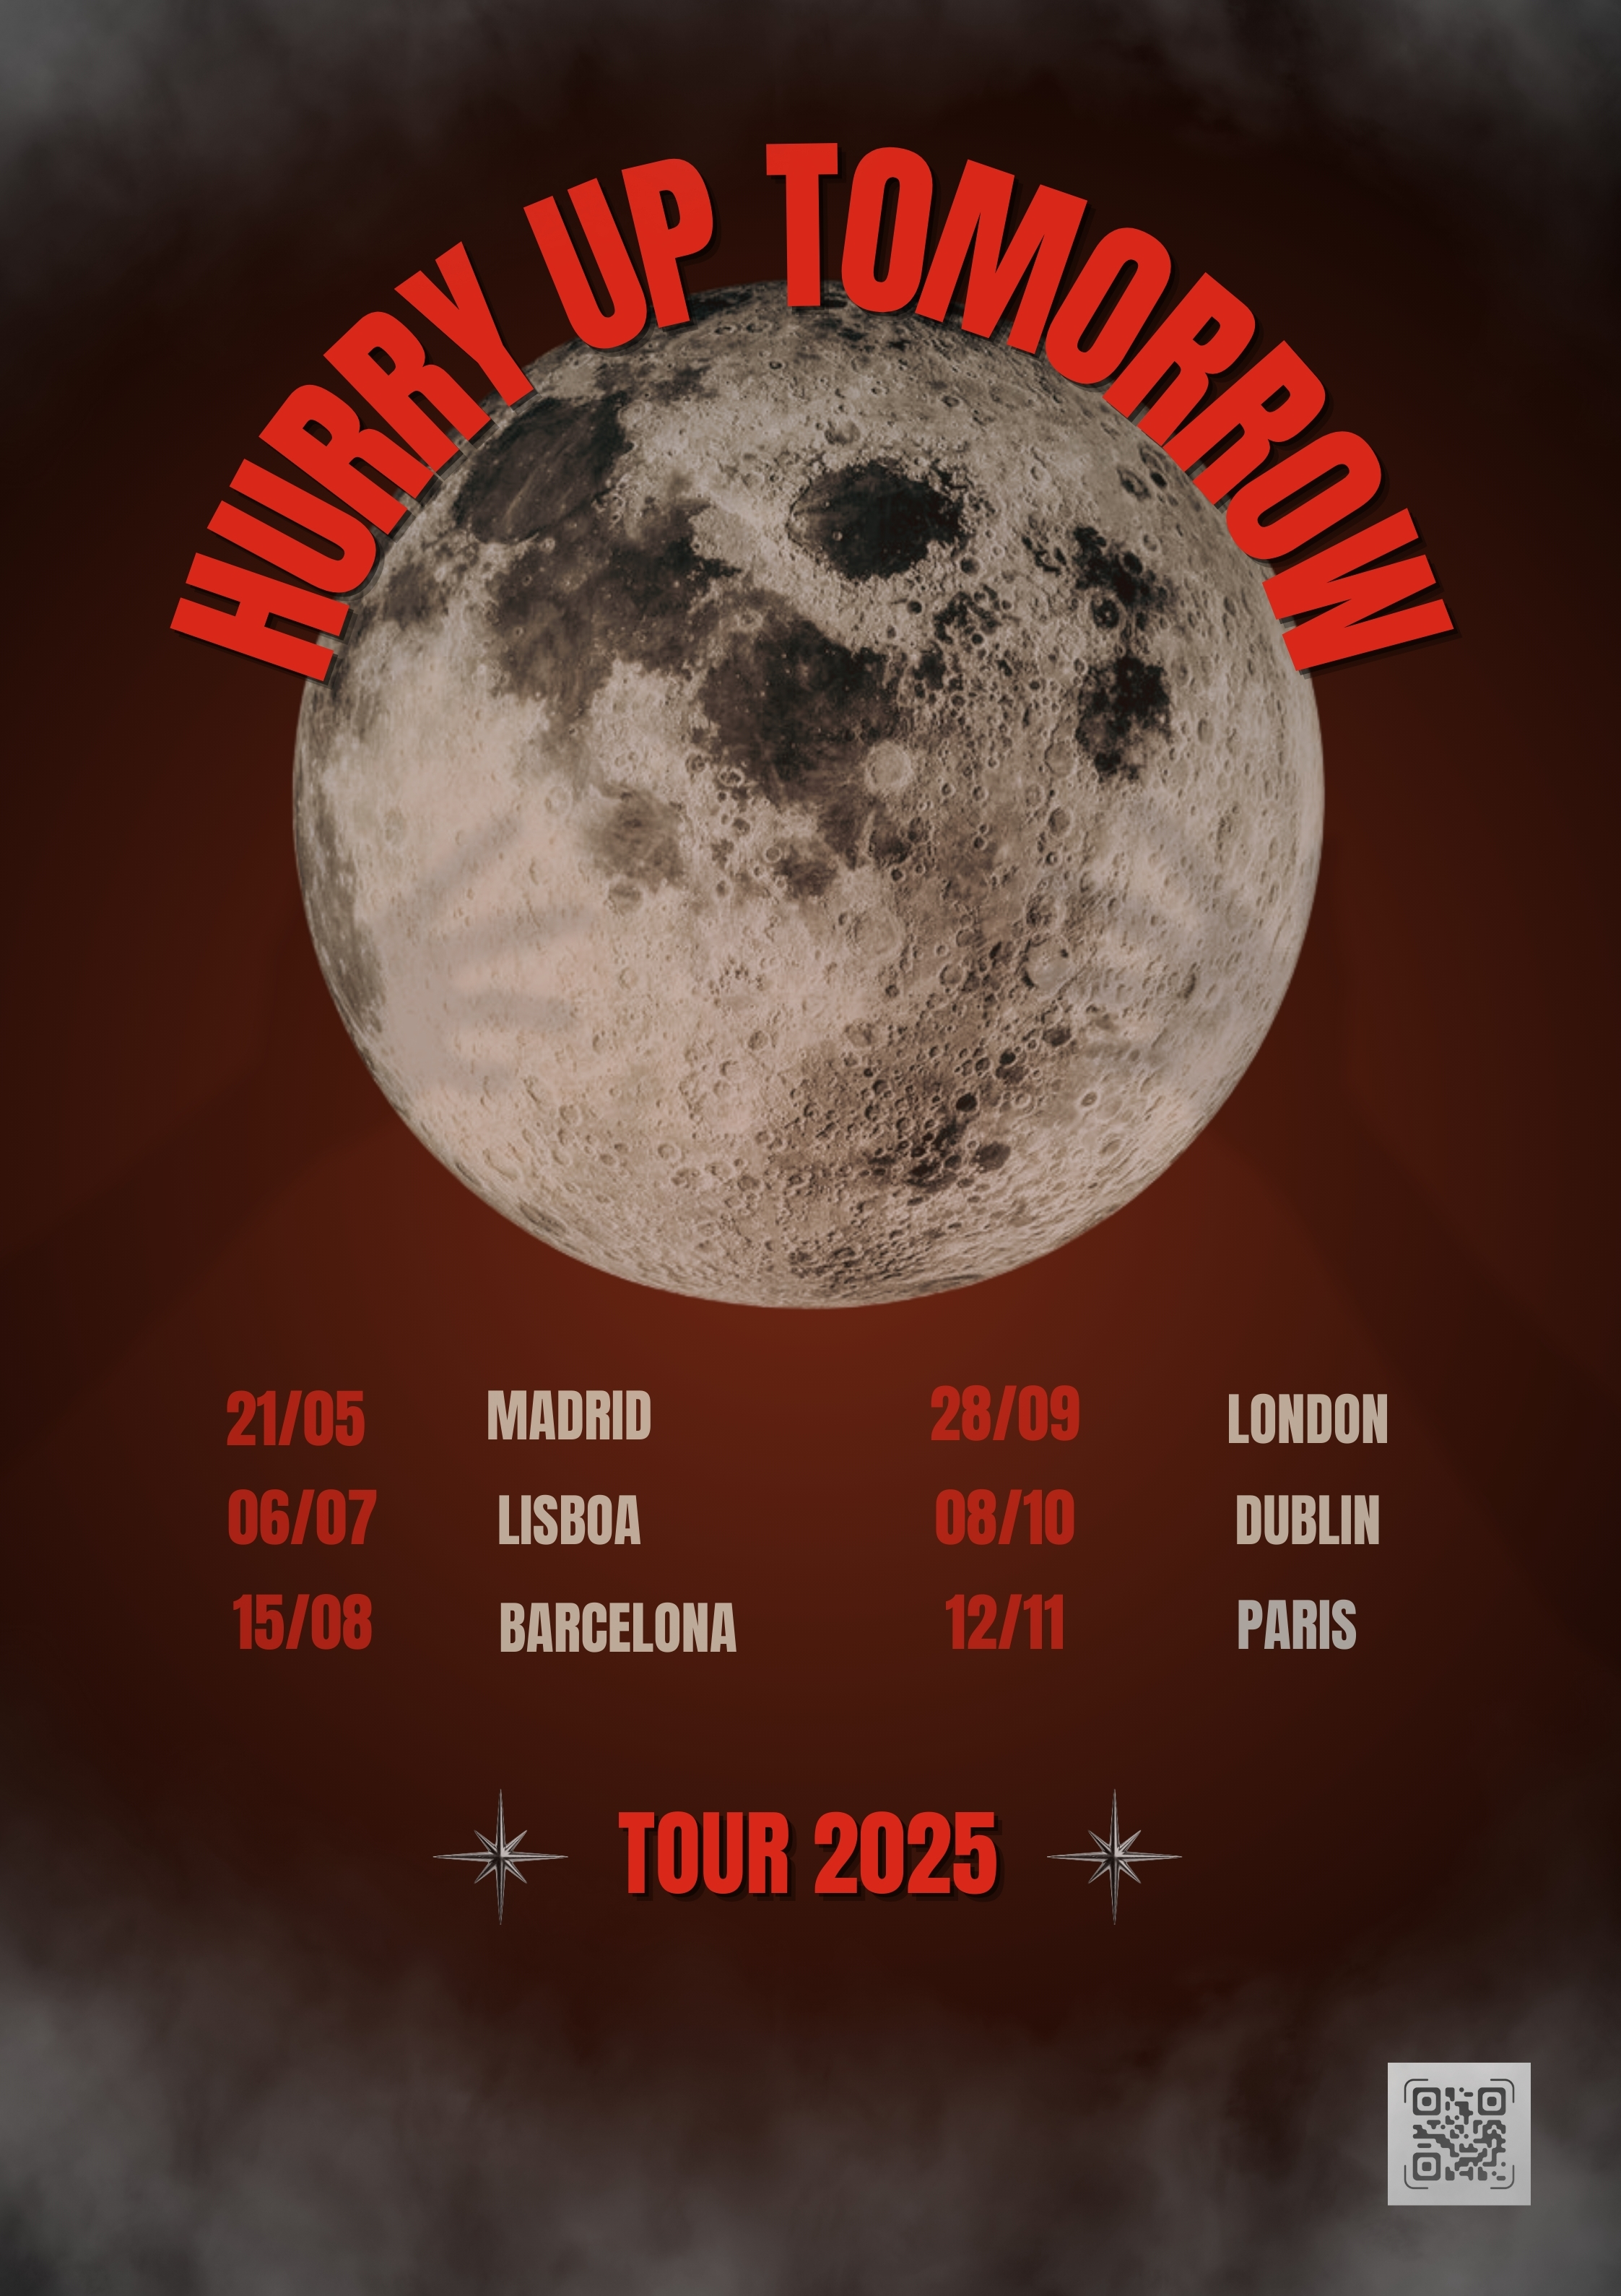 HURRY UP TOMORROW
21/05 MADRID 28/09 LONDON
06/07 LISBOA 08/10 DUBLIN
15/08 BARCELONA 12/11 PARIS
TOUR 2025